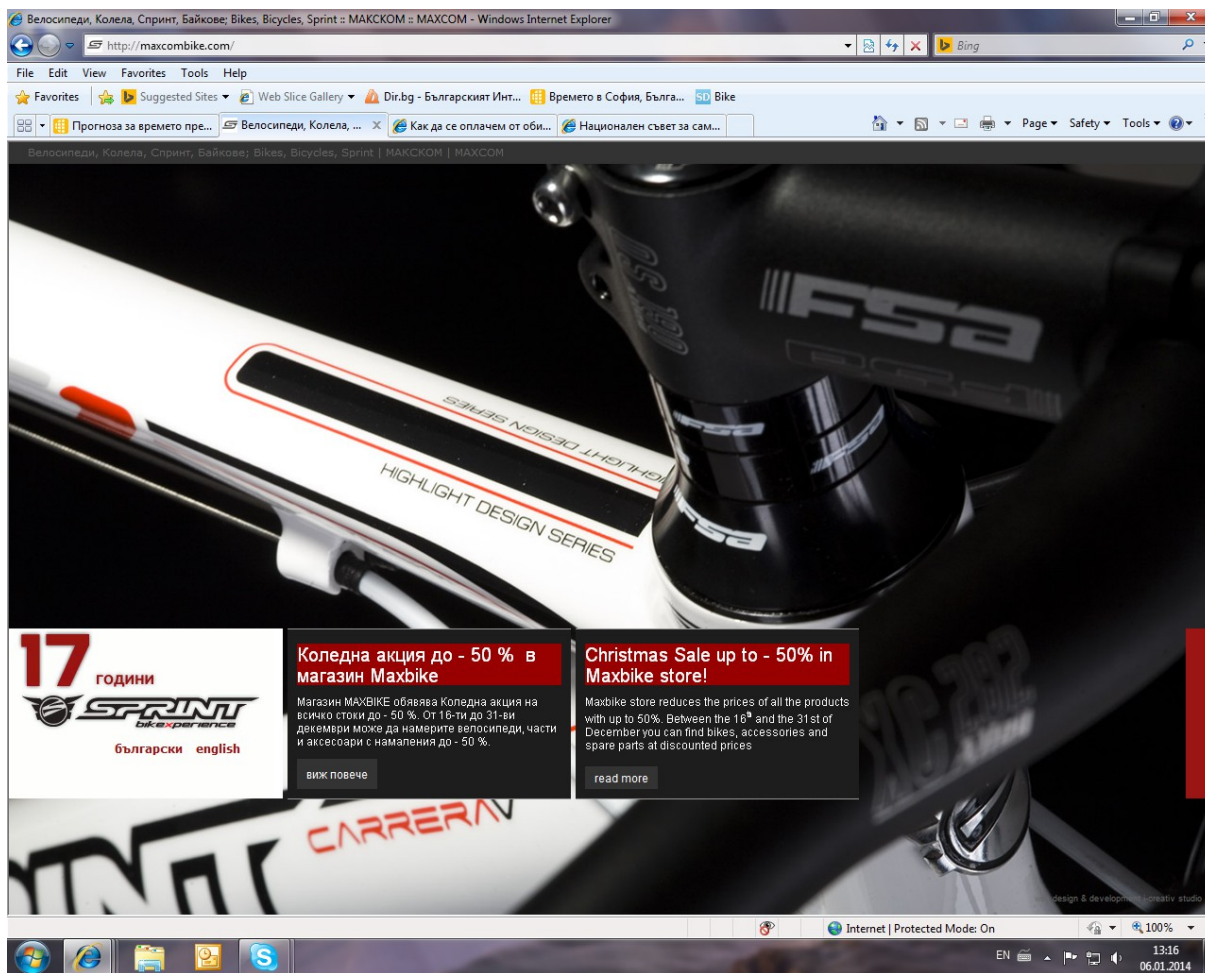 Велосипеди, Колела, Спринт, Байкове; Bikes, Bicycles, Sprint :: МАКСКОМ :: MAXCOM - Windows Internet Explorer
http://maxcombike.com/
Bing
File Edit View Favorites Tools Help
Favorites Suggested Sites Web Slice Gallery Dir.bg - Българският Инт... Времето в София, Бълга... SD Bike
Прогноза за времето пре... Велосипеди, Колела, ... X Как да се оплачем от оби... Национален съвет за сам... Page Safety Tools
Велосипеди, Колела, Спринт, Байкове; Bikes, Bicycles, Sprint | МАКСКОМ | MAXCOM
FSA
FSA
HIGHLIGHT DESIGN SERIES
HIGHLIGHT DESIGN SERIES
FSA
17
години
SPRINT
bikexperience
български english
Коледна акция до - 50 % в
магазин Maxbike
Магазин MAXBIKE обявява Коледна акция на
всичко стоки до - 50 %. От 16-ти до 31-ви
декември може да намерите велосипеди, части
и аксесоари с намаления до - 50 %.
виж повече
Christmas Sale up to - 50% in
Maxbike store!
Maxbike store reduces the prices of all the products
with up to 50%. Between the 16th and the 31st of
December you can find bikes, accessories and
spare parts at discounted prices
read more
CARRERA
design & development i-creativ studio
Internet | Protected Mode: On 100%
EN 13:16
06.01.2014